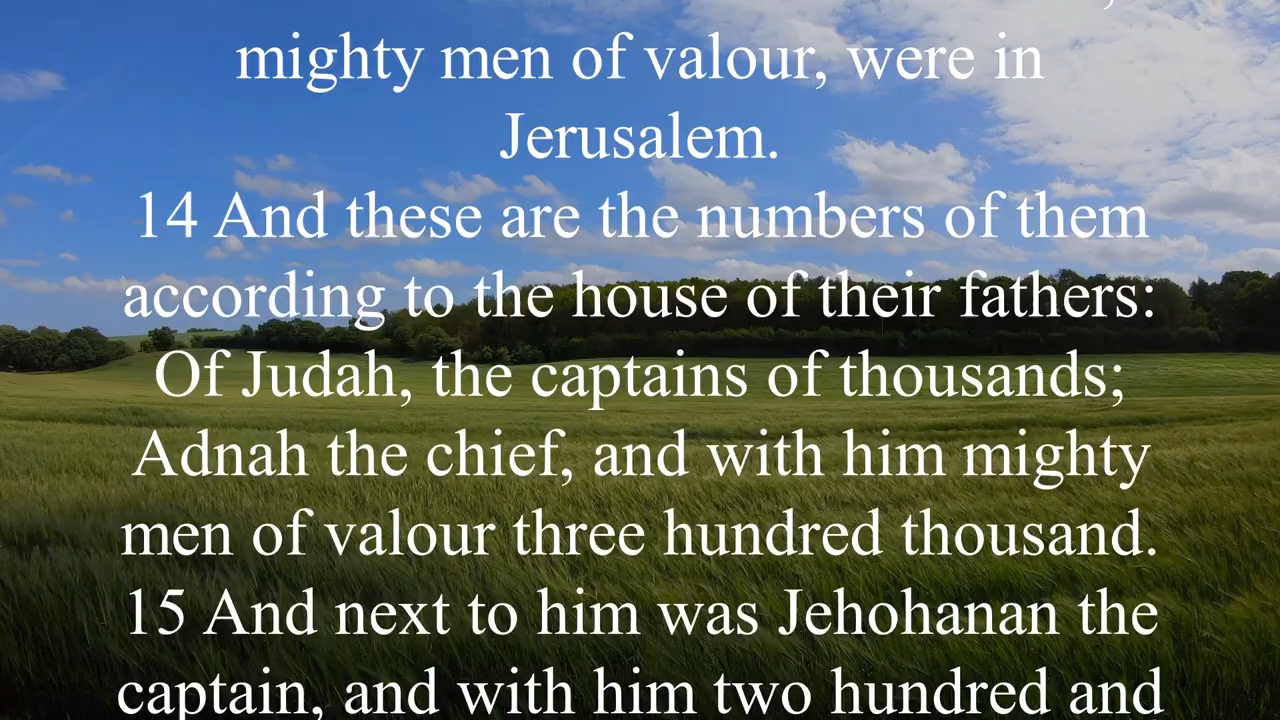 mighty men of valour, were in
Jerusalem.
14 And these are the numbers of them
according to the house of their fathers:
Of Judah, the captains of thousands;
Adnah the chief, and with him mighty
men of valour three hundred thousand.
15 And next to him was Jehohanan the
captain, and with him two hundred and